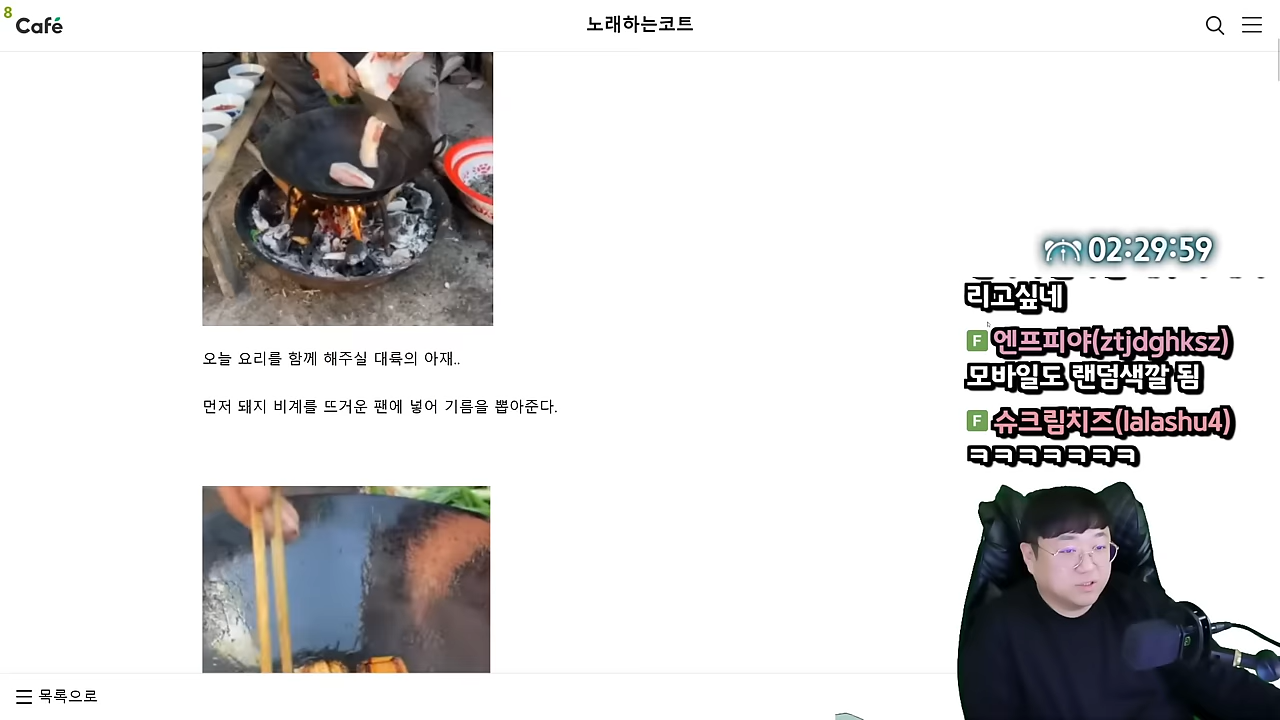 8
Café
노래하는코트
02:29:59
리고싶네
F 엔프피야(ztjdghksz)
모바일도 랜덤색깔 됨
F 슈크림치즈(lalashu4)
ㅋㅋㅋㅋㅋㅋㅋ
오늘 요리를 함께 해주실 대륙의 아재..
먼저 돼지 비계를 뜨거운 팬에 넣어 기름을 뽑아준다.
목록으로